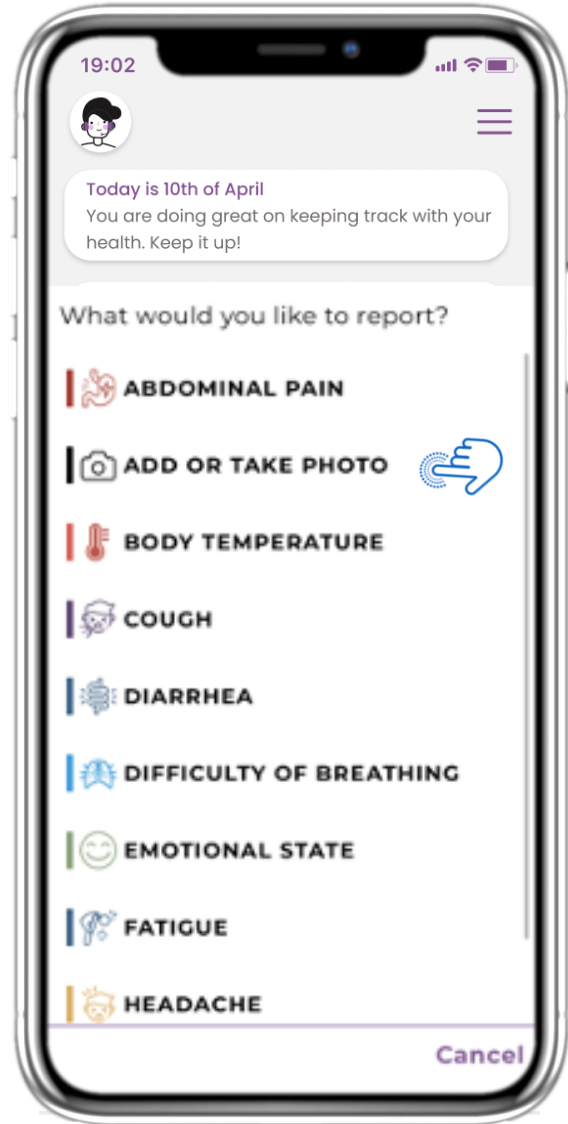 19:02
Today is 10th of April
You are doing great on keeping track with your
health. Keep it up!
What would you like to report?
ABDOMINAL PAIN
ADD OR TAKE PHOTO
BODY TEMPERATURE
COUGH
DIARRHEA
DIFFICULTY OF BREATHING
EMOTIONAL STATE
FATIGUE
HEADACHE
Cancel